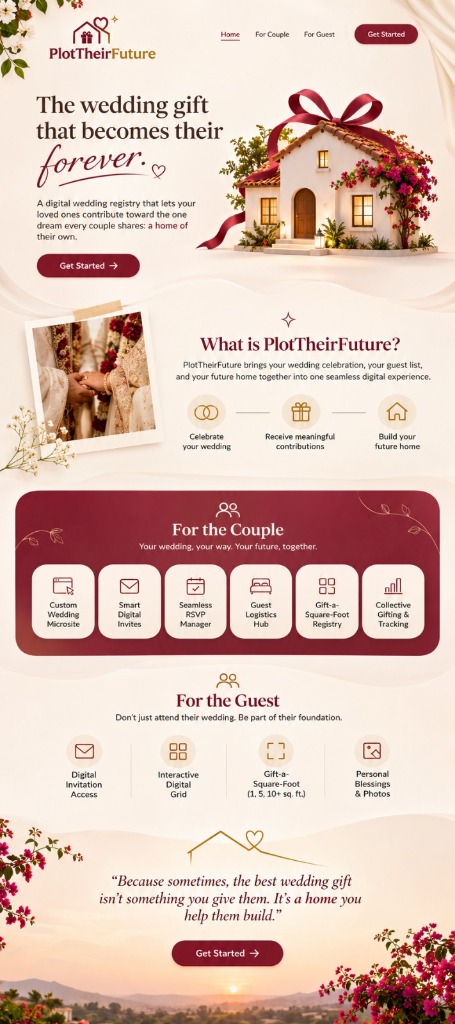 PlotTheirFuture
Home
For Couple
For Guest
Get Started
The wedding gift
that becomes their
forever.
A digital wedding registry that lets your
loved ones contribute toward the one
dream every couple shares: a home of
their own.
Get Started →
What is PlotTheirFuture?
PlotTheirFuture brings your wedding celebration, your guest list,
and your future home together into one seamless digital experience.
Celebrate
your wedding
Receive meaningful
contributions
Build your
future home
For the Couple
Your wedding, your way. Your future, together.
Custom
Wedding
Microsite
Smart
Digital
Invites
Seamless
RSVP
Manager
Guest
Logistics
Hub
Gift-a-
Square-Foot
Registry
Collective
Gifting &
Tracking
For the Guest
Don't just attend their wedding. Be part of their foundation.
Digital
Invitation
Access
Interactive
Digital
Grid
Gift-a-
Square-Foot
(1, 5, 10+ sq. ft.)
Personal
Blessings
& Photos
“Because sometimes, the best wedding gift
isn't something you give them. It's a home you
help them build.”
Get Started →